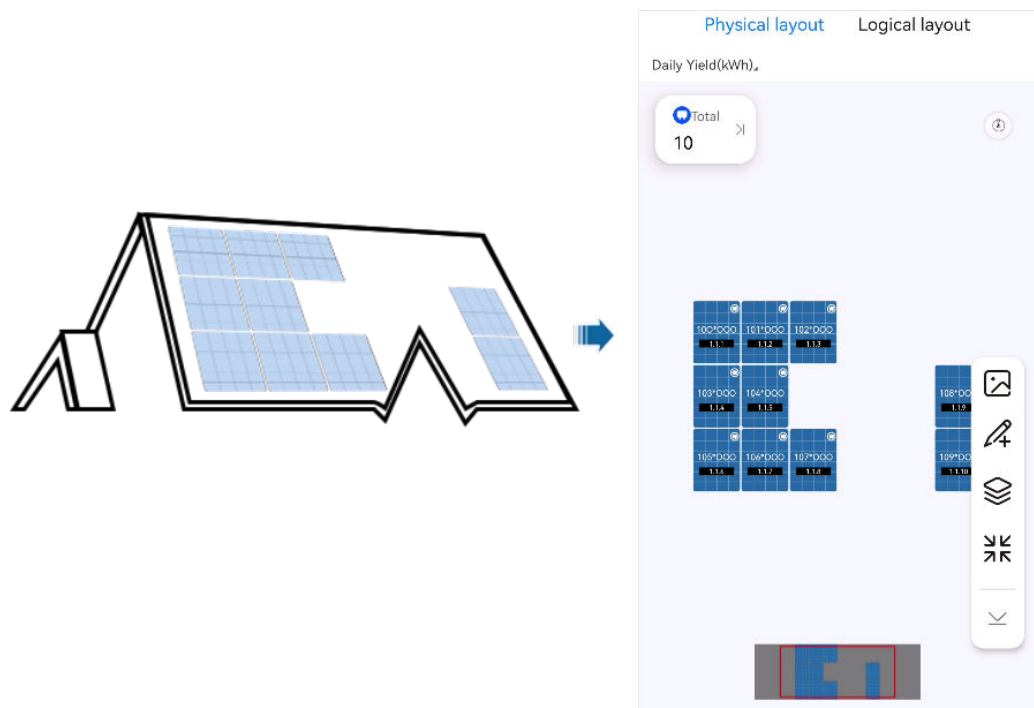 Physical layout Logical layout
Daily Yield(kWh)
Total
10
100*DOO 101*DOO 102*DOO
1.1.1 1.1.2 1.1.3
103*DOO 104*DOO 108*DOO
1.1.4 1.1.5 1.1.9
105*DOO 106*DOO 107*DOO 109*DOO
1.1.6 1.1.7 1.1.8 1.1.10